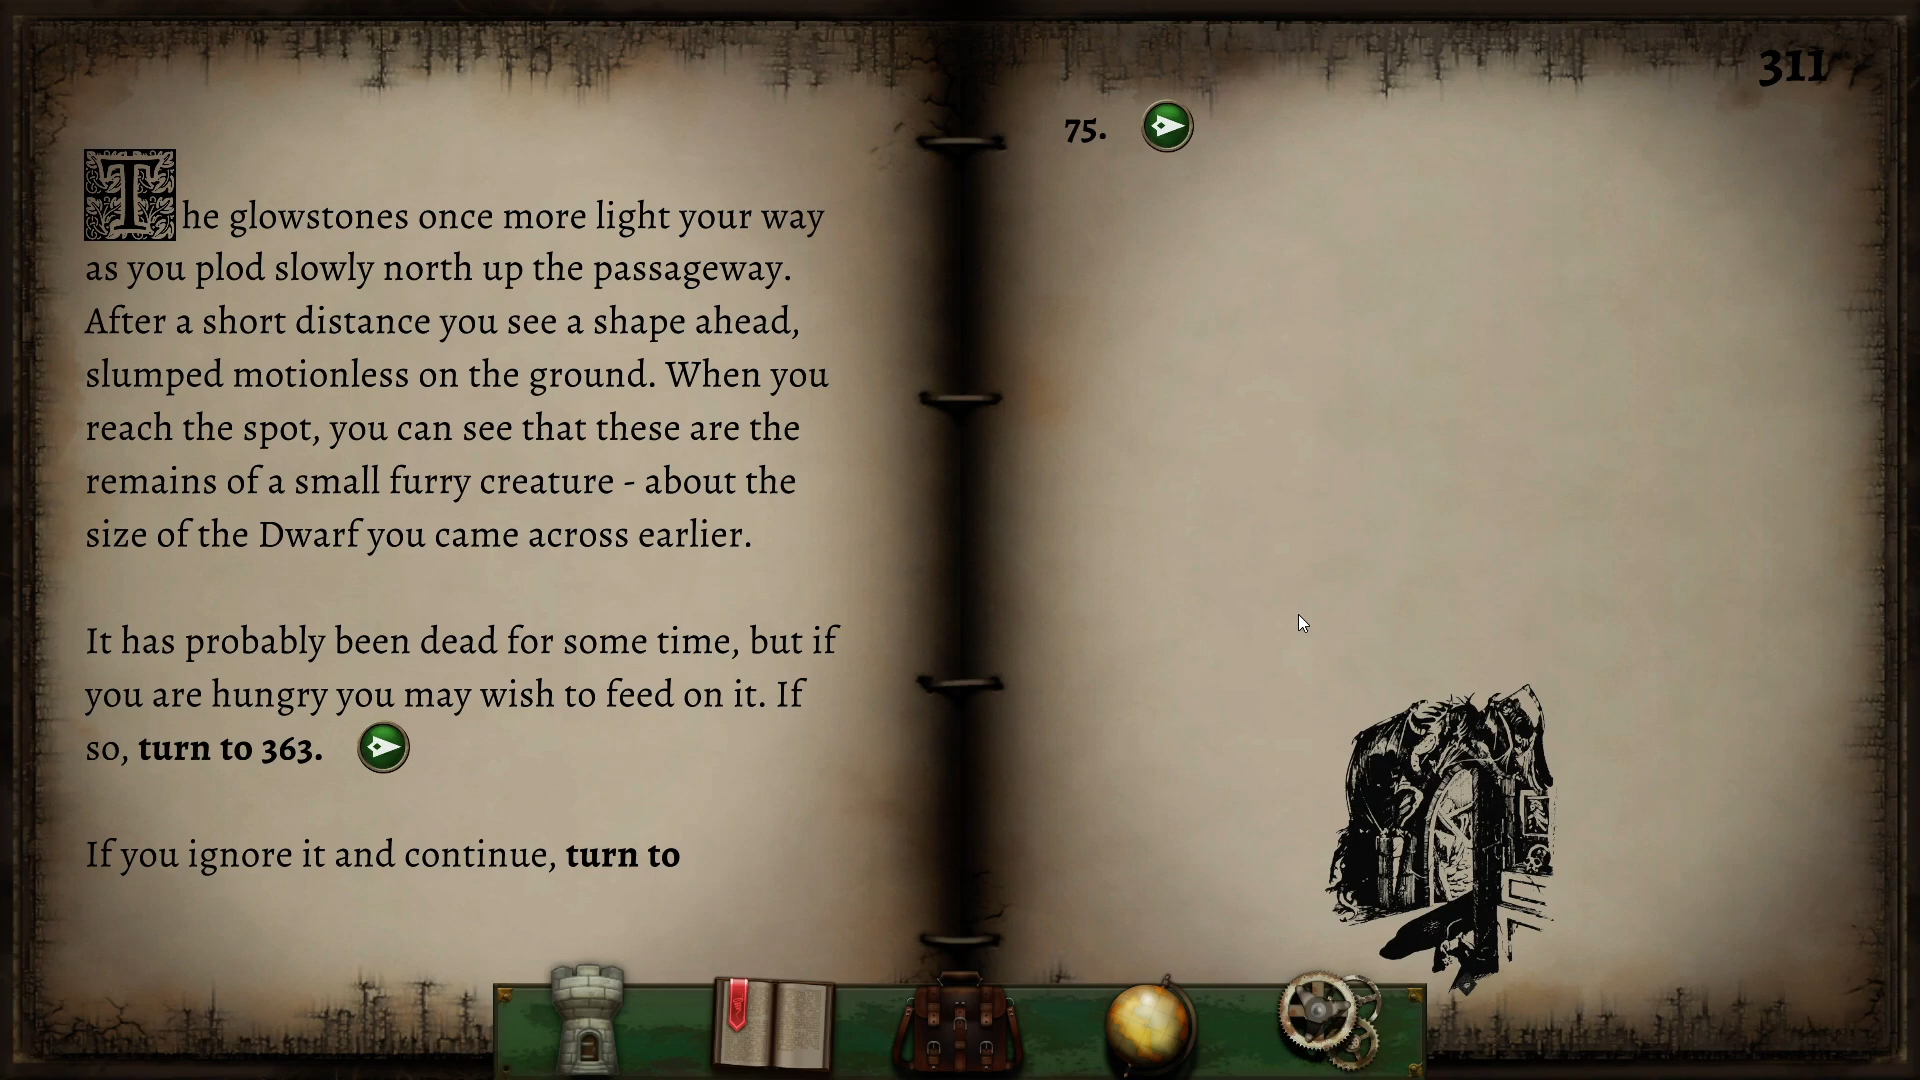 The glowstones once more light your way
as you plod slowly north up the passageway.
After a short distance you see a shape ahead,
slumped motionless on the ground. When you
reach the spot, you can see that these are the
remains of a small furry creature - about the
size of the Dwarf you came across earlier.
It has probably been dead for some time, but if
you are hungry you may wish to feed on it. If
so, turn to 363.
If you ignore it and continue, turn to
311
75.